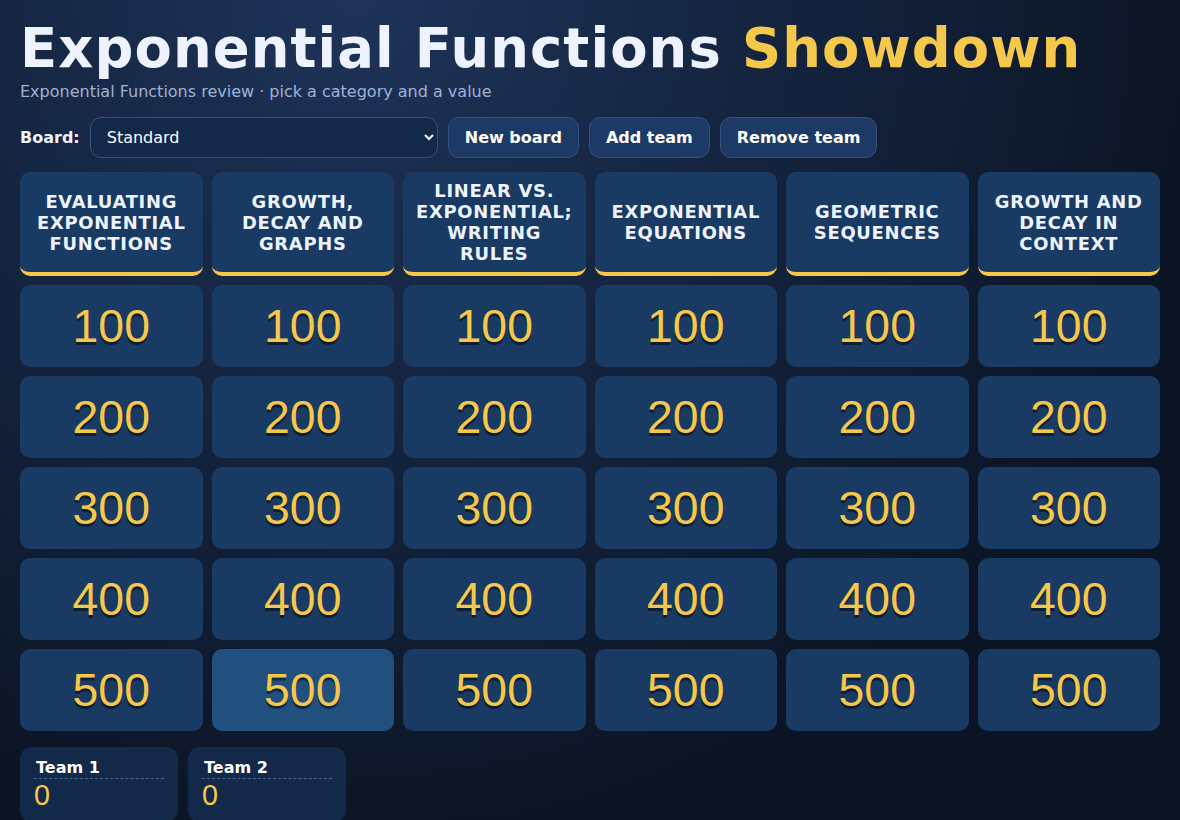 Exponential Functions Showdown
Exponential Functions review · pick a category and a value
Board: Standard New board Add team Remove team
EVALUATING EXPONENTIAL FUNCTIONS
GROWTH, DECAY AND GRAPHS
LINEAR VS. EXPONENTIAL; WRITING RULES
EXPONENTIAL EQUATIONS
GEOMETRIC SEQUENCES
GROWTH AND DECAY IN CONTEXT
100 100 100 100 100 100
200 200 200 200 200 200
300 300 300 300 300 300
400 400 400 400 400 400
500 500 500 500 500 500
Team 1 Team 2
0 0